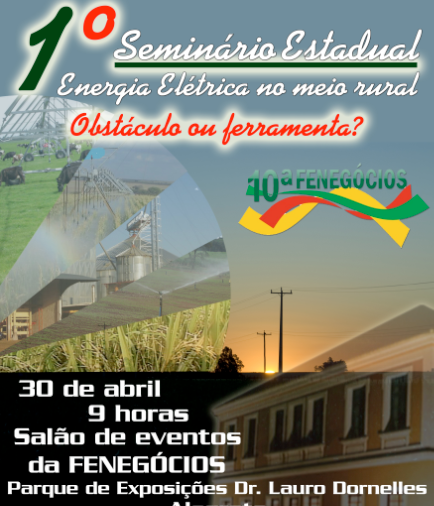 1º Seminário Estadual
Energia Elétrica no meio rural
Obstáculo ou ferramenta?
10ª FENEGÓCIOS
30 de abril
9 horas
Salão de eventos
da FENEGÓCIOS
Parque de Exposições Dr. Lauro Dornelles